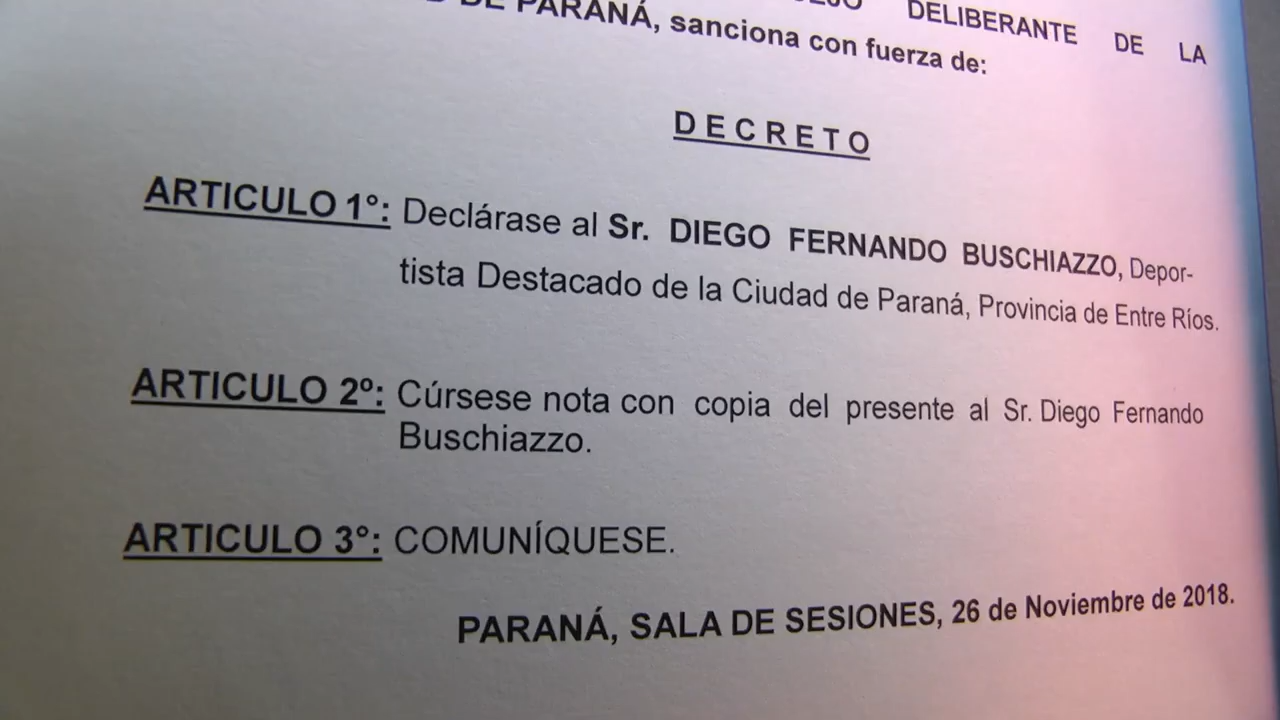 DELIBERANTE DE LA
DE PARANÁ, sanciona con fuerza de:
DECRETO
ARTICULO 1º: Declárase al Sr. DIEGO FERNANDO BUSCHIAZZO, Depor-
tista Destacado de la Ciudad de Paraná, Provincia de Entre Ríos.
ARTICULO 2º: Cúrsese nota con copia del presente al Sr. Diego Fernando
Buschiazzo.
ARTICULO 3º: COMUNÍQUESE.
PARANÁ, SALA DE SESIONES, 26 de Noviembre de 2018.